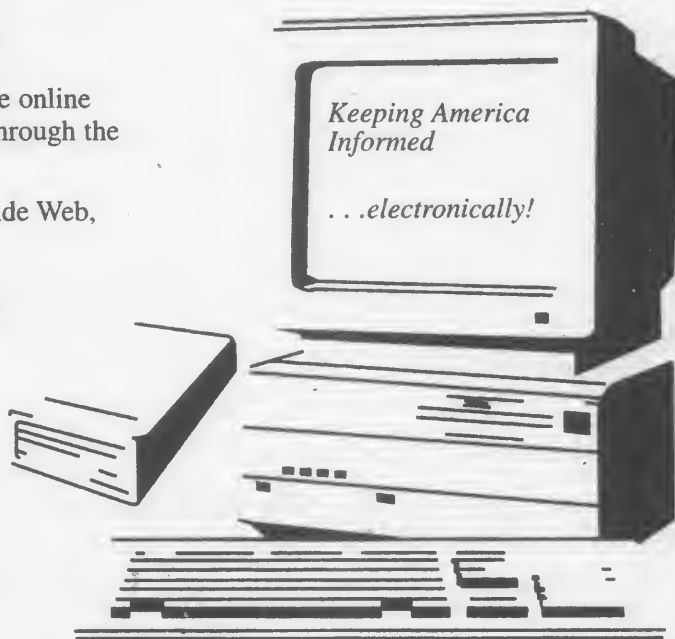 e online
hrough the
de Web,
Keeping America
Informed
. . .electronically!